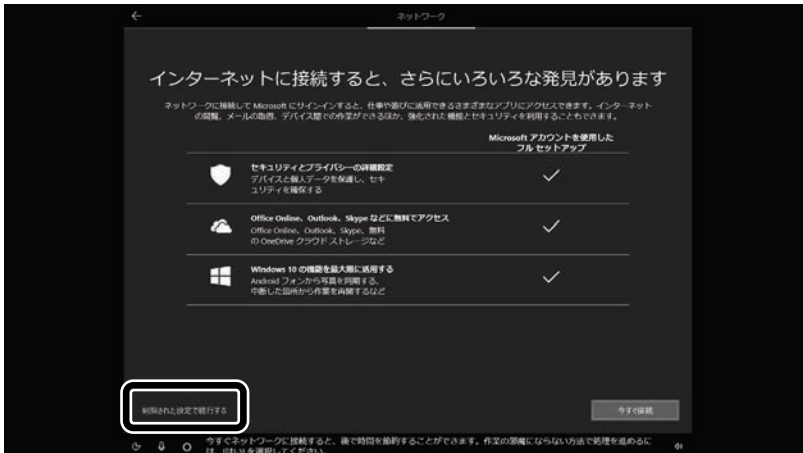 ネットワーク
インターネットに接続すると、さらにいろいろな発見があります
ネットワークに接続して Microsoft にサインインすると、仕事や遊びに活用できるさまざまなアプリにアクセスできます。インターネット
の閲覧、メールの取得、デバイス間での作業ができるほか、強化された機能とセキュリティを利用することもできます。
Microsoft アカウントを使用した
フル セットアップ
セキュリティとプライバシーの詳細設定
デバイスと個人データを保護し、セキ
ュリティを確保する
Office Online、Outlook、Skype などに無料でアクセス
Office Online、Outlook、Skype、無料
の OneDrive クラウド ストレージなど
Windows 10 の機能を最大限に活用する
Android フォンから写真を同期する、
中断した箇所から作業を再開するなど
制限された設定で続行する
今すぐ接続
今すぐネットワークに接続すると、後で時間を節約することができます。作業の邪魔にならない方法で処理を進めるに
は、[はい] を選択してください。